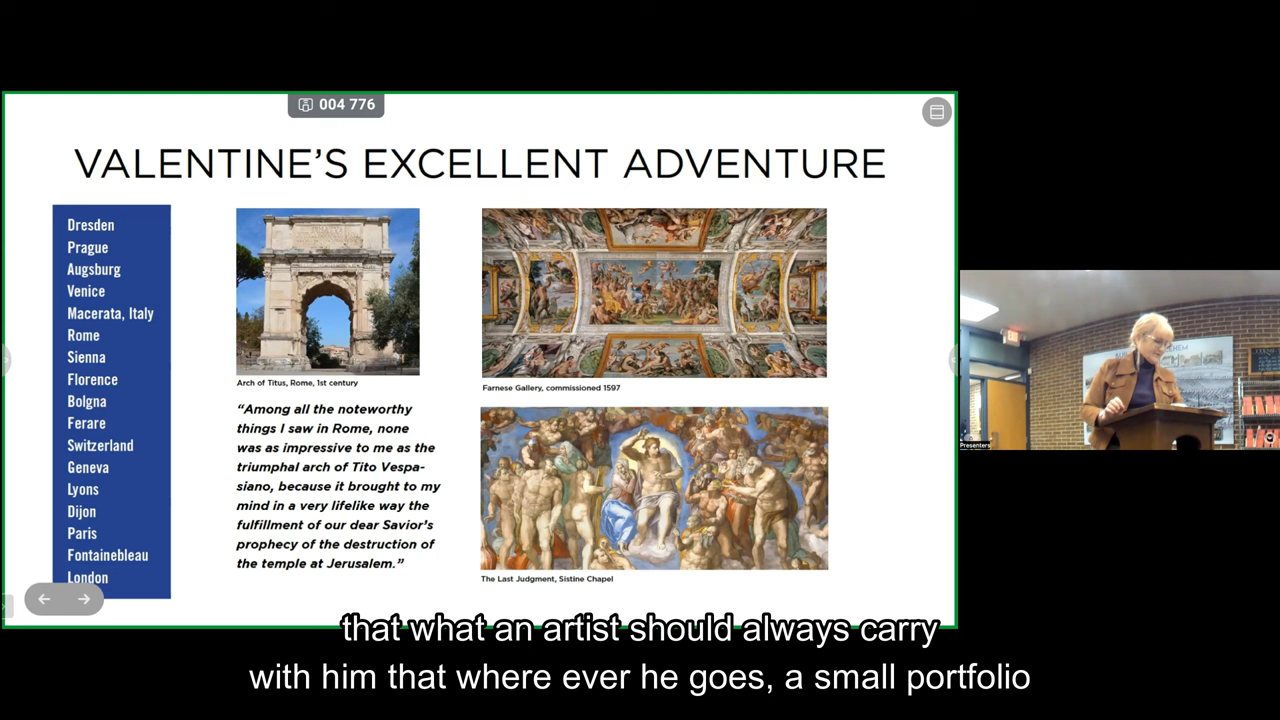 004 776
VALENTINE'S EXCELLENT ADVENTURE
Dresden
Prague
Augsburg
Venice
Macerata, Italy
Rome
Sienna
Florence
Bolgna
Ferare
Switzerland
Geneva
Lyons
Dijon
Paris
Fontainebleau
London
Arch of Titus, Rome, 1st century
“Among all the noteworthy
things I saw in Rome, none
was as impressive to me as the
triumphal arch of Tito Vespa-
siano, because it brought to my
mind in a very lifelike way the
fulfillment of our dear Savior's
prophecy of the destruction of
the temple at Jerusalem.”
Farnese Gallery, commissioned 1597
The Last Judgment, Sistine Chapel
EXIT
Presenters
that what an artist should always carry
with him that where ever he goes, a small portfolio